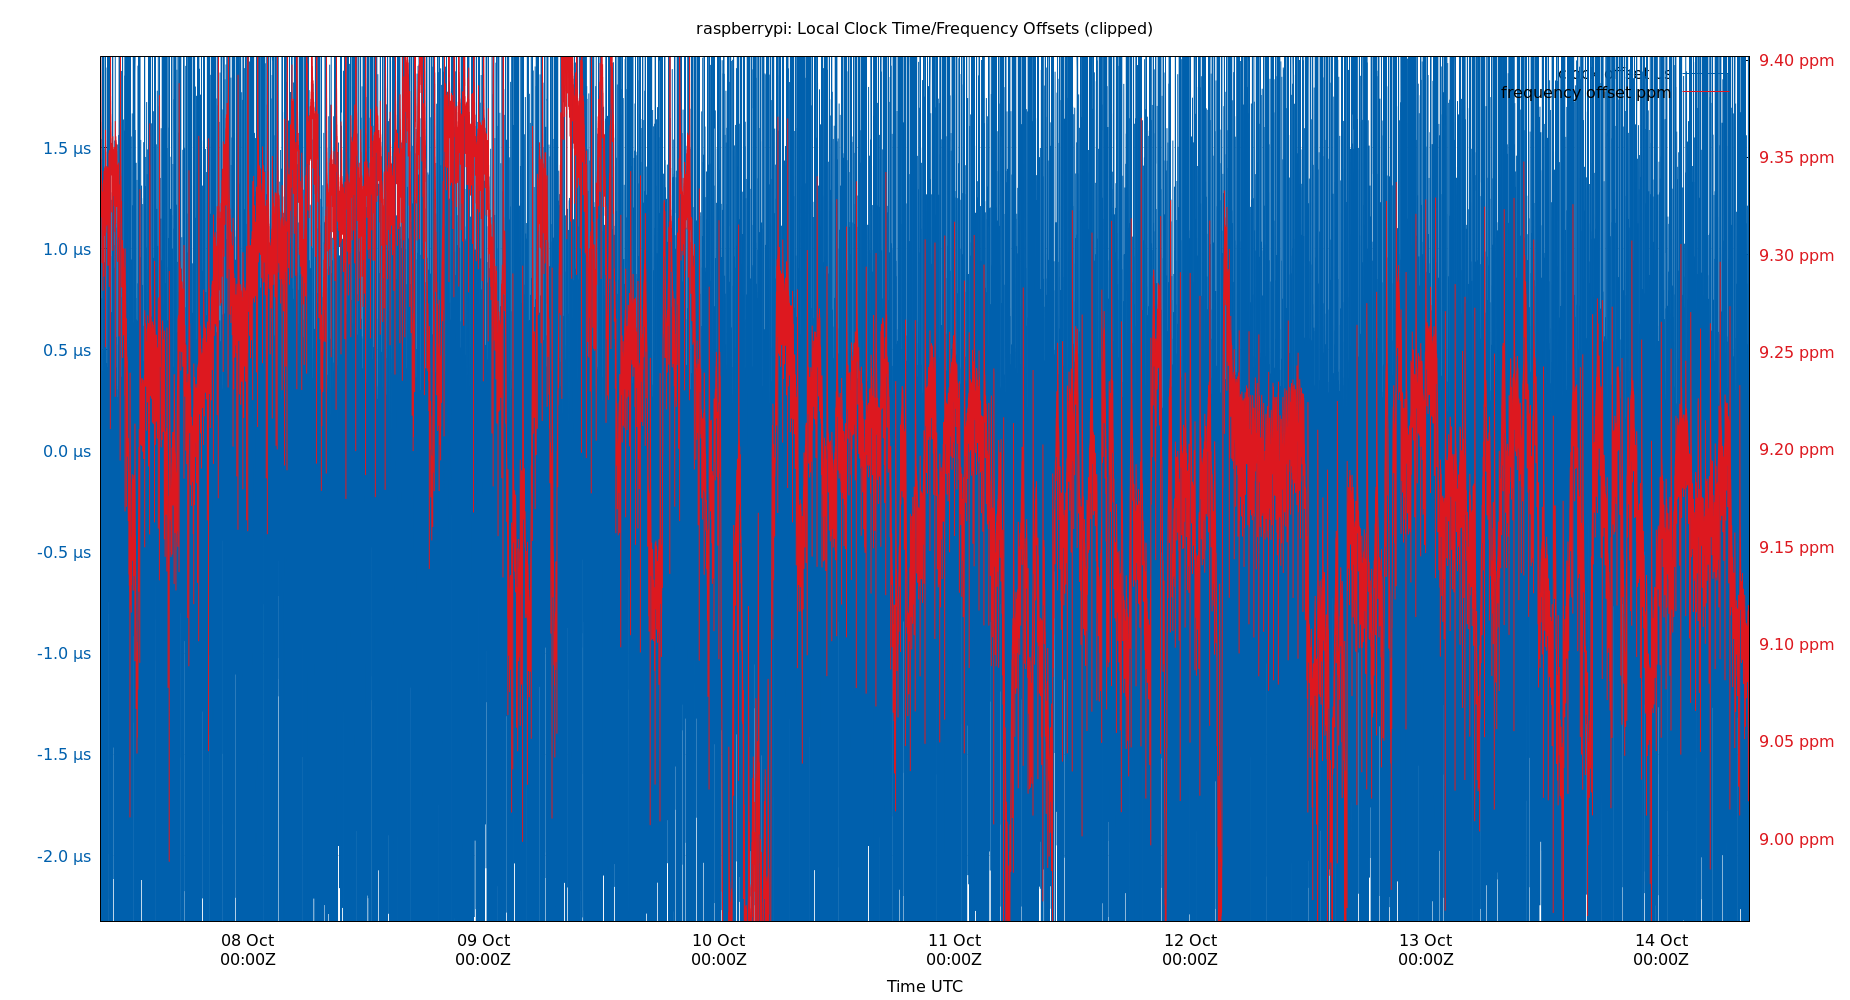 raspberrypi: Local Clock Time/Frequency Offsets (clipped)
clock offset µs
frequency offset ppm
1.5 µs
1.0 µs
0.5 µs
0.0 µs
-0.5 µs
-1.0 µs
-1.5 µs
-2.0 µs
9.40 ppm
9.35 ppm
9.30 ppm
9.25 ppm
9.20 ppm
9.15 ppm
9.10 ppm
9.05 ppm
9.00 ppm
08 Oct
00:00Z
09 Oct
00:00Z
10 Oct
00:00Z
11 Oct
00:00Z
12 Oct
00:00Z
13 Oct
00:00Z
14 Oct
00:00Z
Time UTC